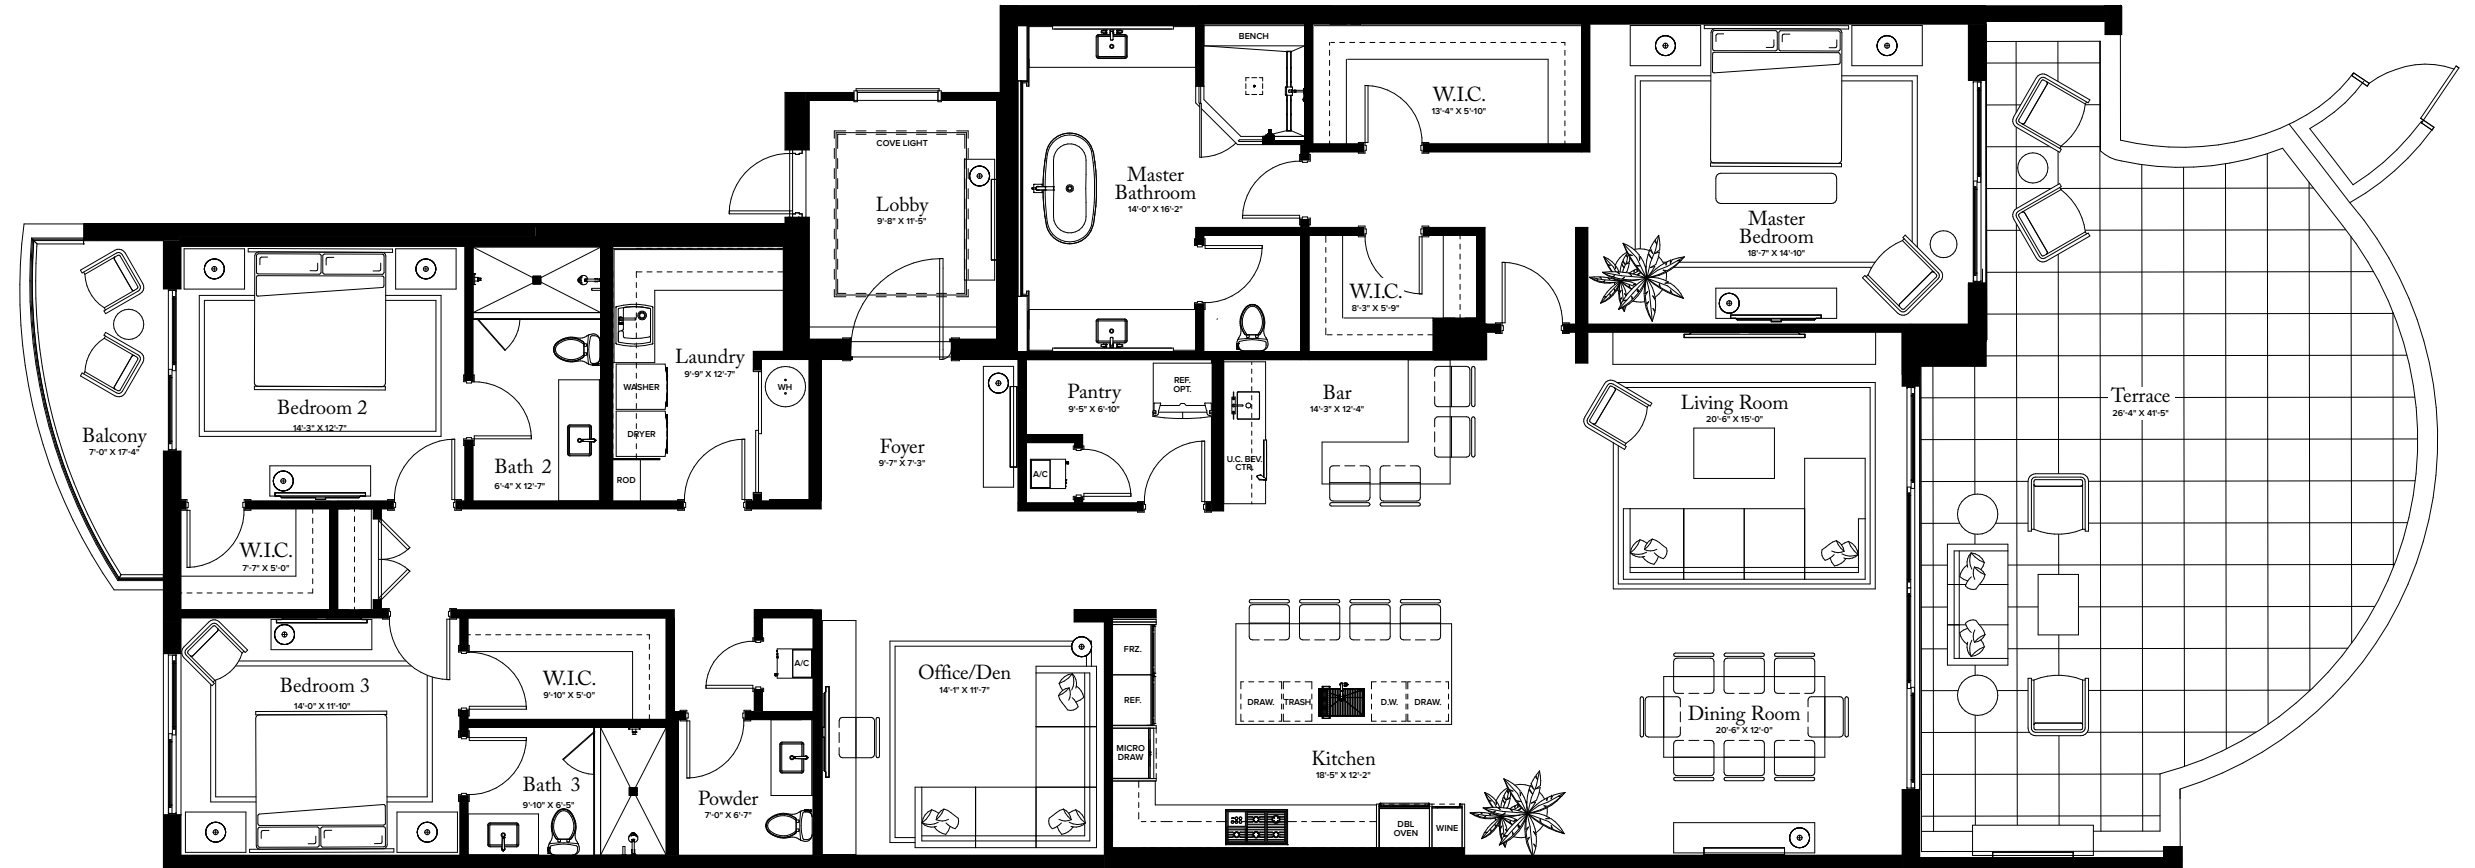 BENCH
W.I.C.
13'-4" X 5'-10"
COVE LIGHT
Lobby
9'-8" X 11'-5"
Master
Bathroom
14'-0" X 16'-2"
Master
Bedroom
18'-7" X 14'-10"
W.I.C.
8'-3" X 5'-9"
Laundry
9'-9" X 12'-7"
WASHER
DRYER
ROD
WH
Bedroom 2
14'-3" X 12'-7"
Balcony
7'-0" X 17'-4"
Bath 2
6'-4" X 12'-7"
Foyer
9'-7" X 7'-3"
Pantry
9'-5" X 6'-10"
REF.
OPT.
A/C
Bar
14'-3" X 12'-4"
U.C. BEV.
CTR.
Living Room
20'-6" X 15'-0"
Terrace
26'-4" X 41'-5"
W.I.C.
7'-7" X 5'-0"
Bedroom 3
14'-0" X 11'-10"
W.I.C.
9'-10" X 5'-0"
A/C
Office/Den
14'-1" X 11'-7"
FRZ.
REF.
MICRO
DRAW
DRAW.
TRASH
D.W.
DRAW.
Dining Room
20'-6" X 12'-0"
Kitchen
18'-5" X 12'-2"
Bath 3
9'-10" X 6'-5"
Powder
7'-0" X 6'-7"
DBL
OVEN
WINE